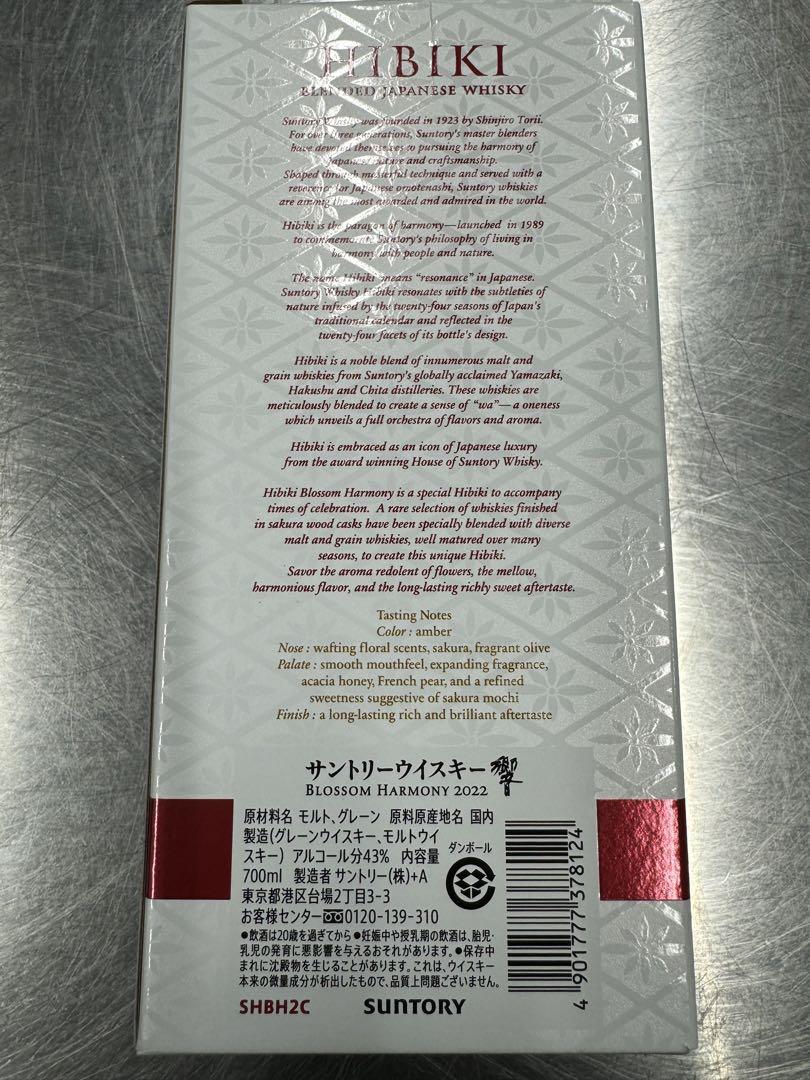 HIBIKI
BLENDED JAPANESE WHISKY
Suntory Whisky was founded in 1923 by Shinjiro Torii.
For over three generations, Suntory's master blenders
have devoted themselves to pursuing the harmony of
Japanese nature and craftsmanship.
Shaped through masterful technique and served with a
reverence for Japanese omotenashi, Suntory whiskies
are among the most awarded and admired in the world.
Hibiki is the paragon of harmony—launched in 1989
to commemorate Suntory's philosophy of living in
harmony with people and nature.
The name Hibiki means "resonance" in Japanese.
Suntory Whisky Hibiki resonates with the subtleties of
nature infused by the twenty-four seasons of Japan's
traditional calendar and reflected in the
twenty-four facets of its bottle's design.
Hibiki is a noble blend of innumerous malt and
grain whiskies from Suntory's globally acclaimed Yamazaki,
Hakushu and Chita distilleries. These whiskies are
meticulously blended to create a sense of "wa"—a oneness
which unveils a full orchestra of flavors and aroma.
Hibiki is embraced as an icon of Japanese luxury
from the award winning House of Suntory Whisky.
Hibiki Blossom Harmony is a special Hibiki to accompany
times of celebration. A rare selection of whiskies finished
in sakura wood casks have been specially blended with diverse
malt and grain whiskies, well matured over many
seasons, to create this unique Hibiki.
Savor the aroma redolent of flowers, the mellow,
harmonious flavor, and the long-lasting richly sweet aftertaste.
Tasting Notes
Color : amber
Nose : wafting floral scents, sakura, fragrant olive
Palate : smooth mouthfeel, expanding fragrance,
acacia honey, French pear, and a refined
sweetness suggestive of sakura mochi
Finish : a long-lasting rich and brilliant aftertaste
サントリーウイスキー 響
BLOSSOM HARMONY 2022
原材料名 モルト、グレーン 原料原産地名 国内
製造(グレーンウイスキー、モルトウイ
スキー) アルコール分43% 内容量
700ml 製造者 サントリー(株)+A
東京都港区台場2丁目3-3
お客様センター 0120-139-310
●飲酒は20歳を過ぎてから●妊娠中や授乳期の飲酒は、胎児・
乳児の発育に悪影響を与えるおそれがあります。●保存中
まれに沈殿物を生じることがあります。これは、ウイスキー
本来の微量成分が析出したもので、品質上問題ございません。
SHBH2C SUNTORY
ダンボール
4 901777 378124